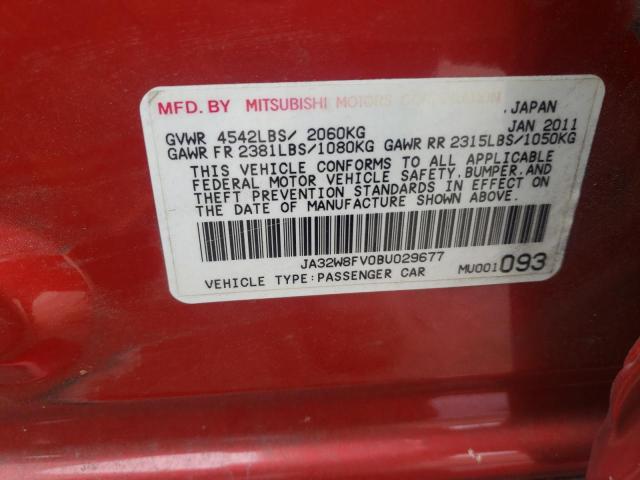 MFD. BY MITSUBISHI MOTORS CORPORATION, JAPAN
GVWR 4542LBS/ 2060KG JAN 2011
GAWR FR 2381LBS/1080KG GAWR RR 2315LBS/1050KG
THIS VEHICLE CONFORMS TO ALL APPLICABLE
FEDERAL MOTOR VEHICLE SAFETY,BUMPER,AND
THEFT PREVENTION STANDARDS IN EFFECT ON
THE DATE OF MANUFACTURE SHOWN ABOVE.
JA32W8FV0BU029677
VEHICLE TYPE:PASSENGER CAR MU001093